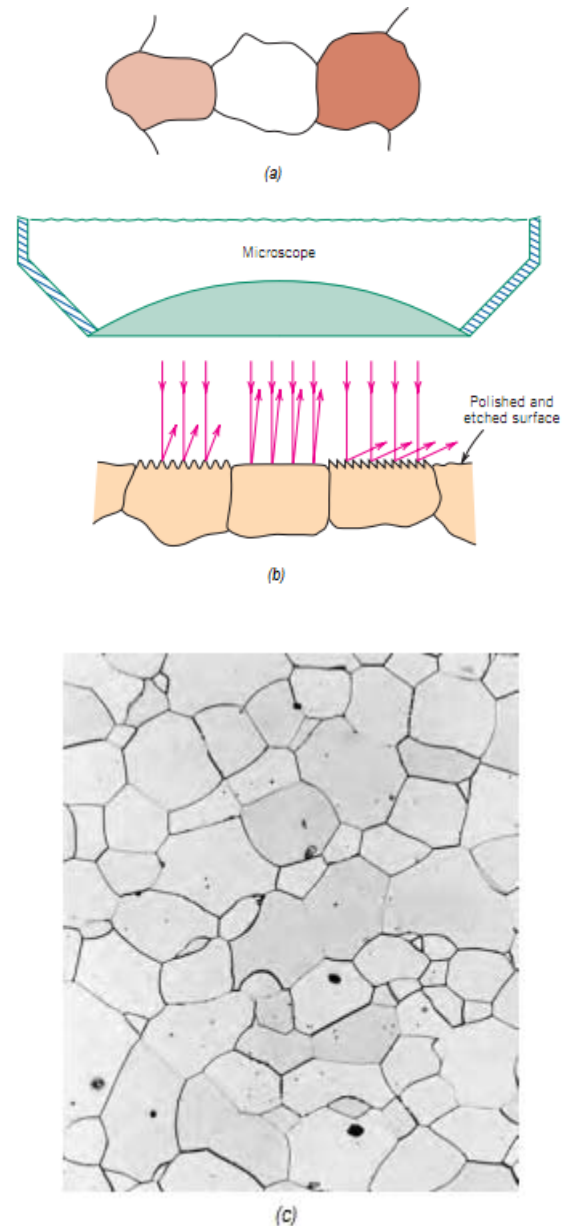 (a)
Microscope
Polished and
etched surface
(b)
(c)